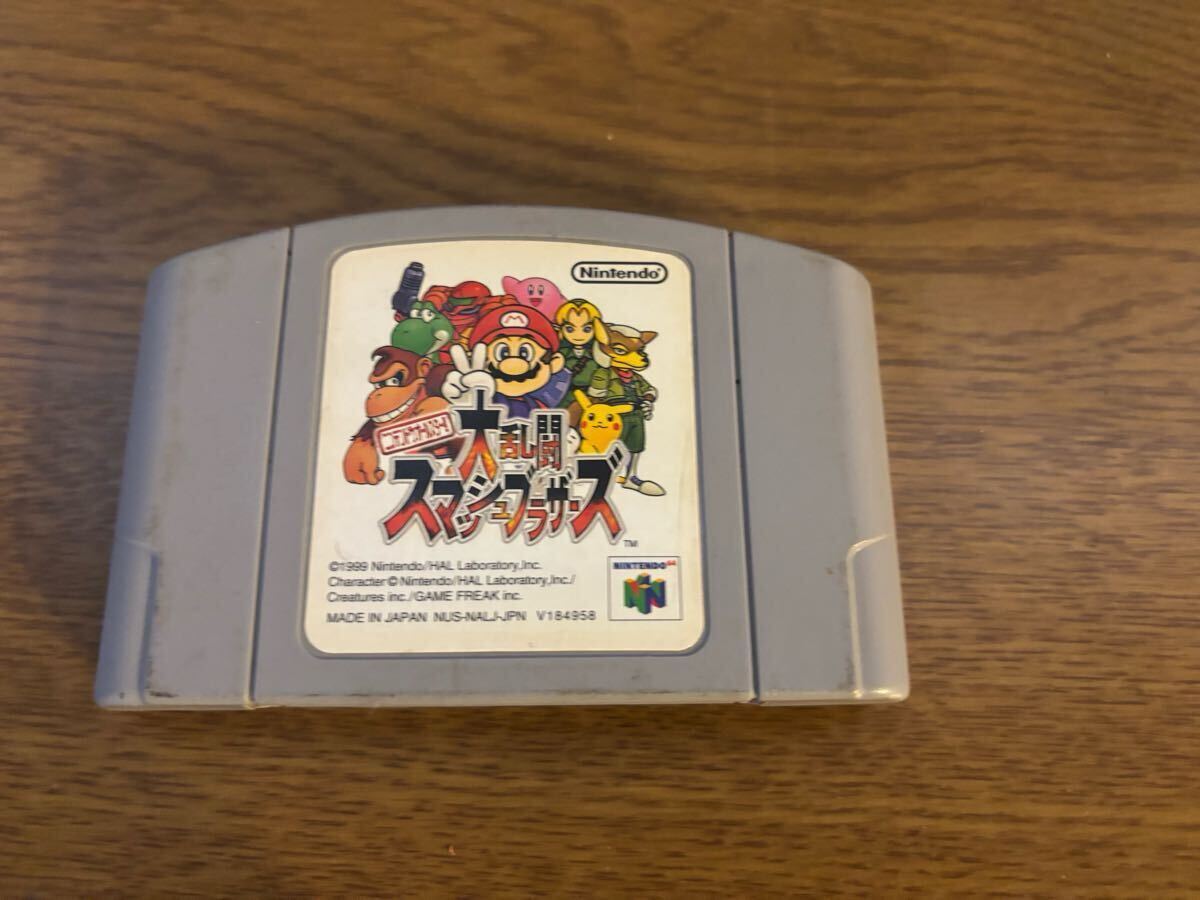 Nintendo
M
ニンテンドウオールスター!
大乱闘
スマッシュブラザーズ
TM
©1999 Nintendo/HAL Laboratory,Inc.
Character © Nintendo/HAL Laboratory,Inc./
Creatures inc./GAME FREAK inc.
MADE IN JAPAN NUS-NALJ-JPN V184958
NINTENDO 64